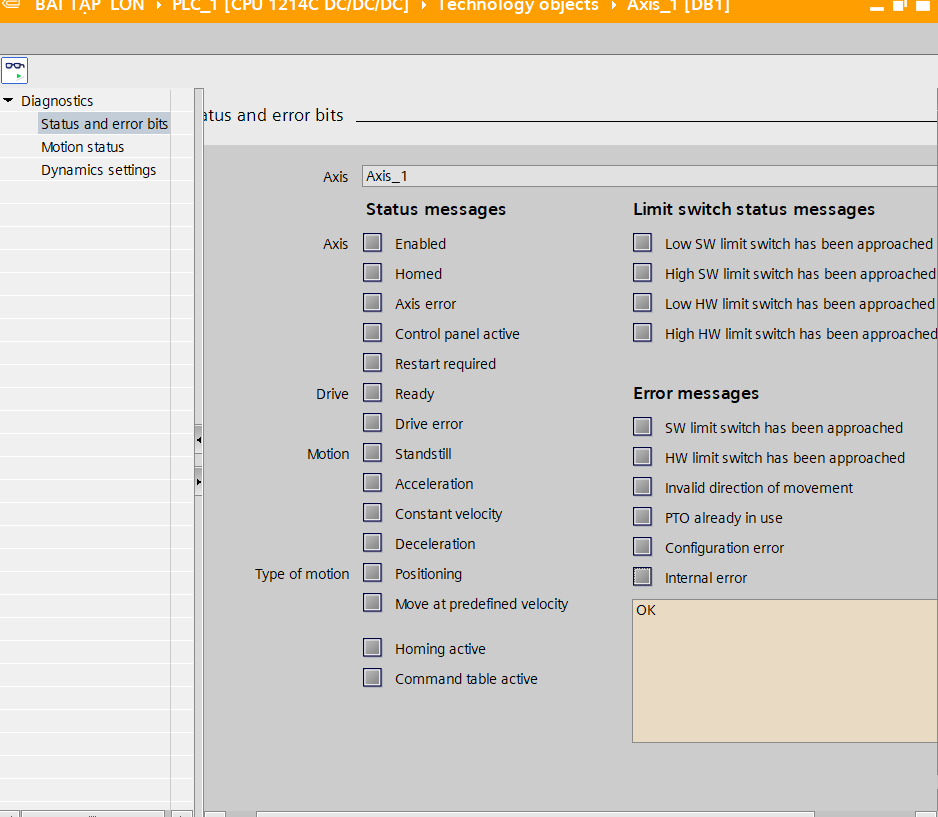 BÀI TẬP LỚN › PLC_1 [CPU 1214C DC/DC/DC] › Technology objects › Axis_1 [DB1]
Diagnostics
Status and error bits
Motion status
Dynamics settings
atus and error bits
Axis Axis_1
Status messages
Axis Enabled
Homed
Axis error
Control panel active
Restart required
Drive Ready
Drive error
Motion Standstill
Acceleration
Constant velocity
Deceleration
Type of motion Positioning
Move at predefined velocity
Homing active
Command table active
Limit switch status messages
Low SW limit switch has been approached
High SW limit switch has been approached
Low HW limit switch has been approached
High HW limit switch has been approached
Error messages
SW limit switch has been approached
HW limit switch has been approached
Invalid direction of movement
PTO already in use
Configuration error
Internal error
OK